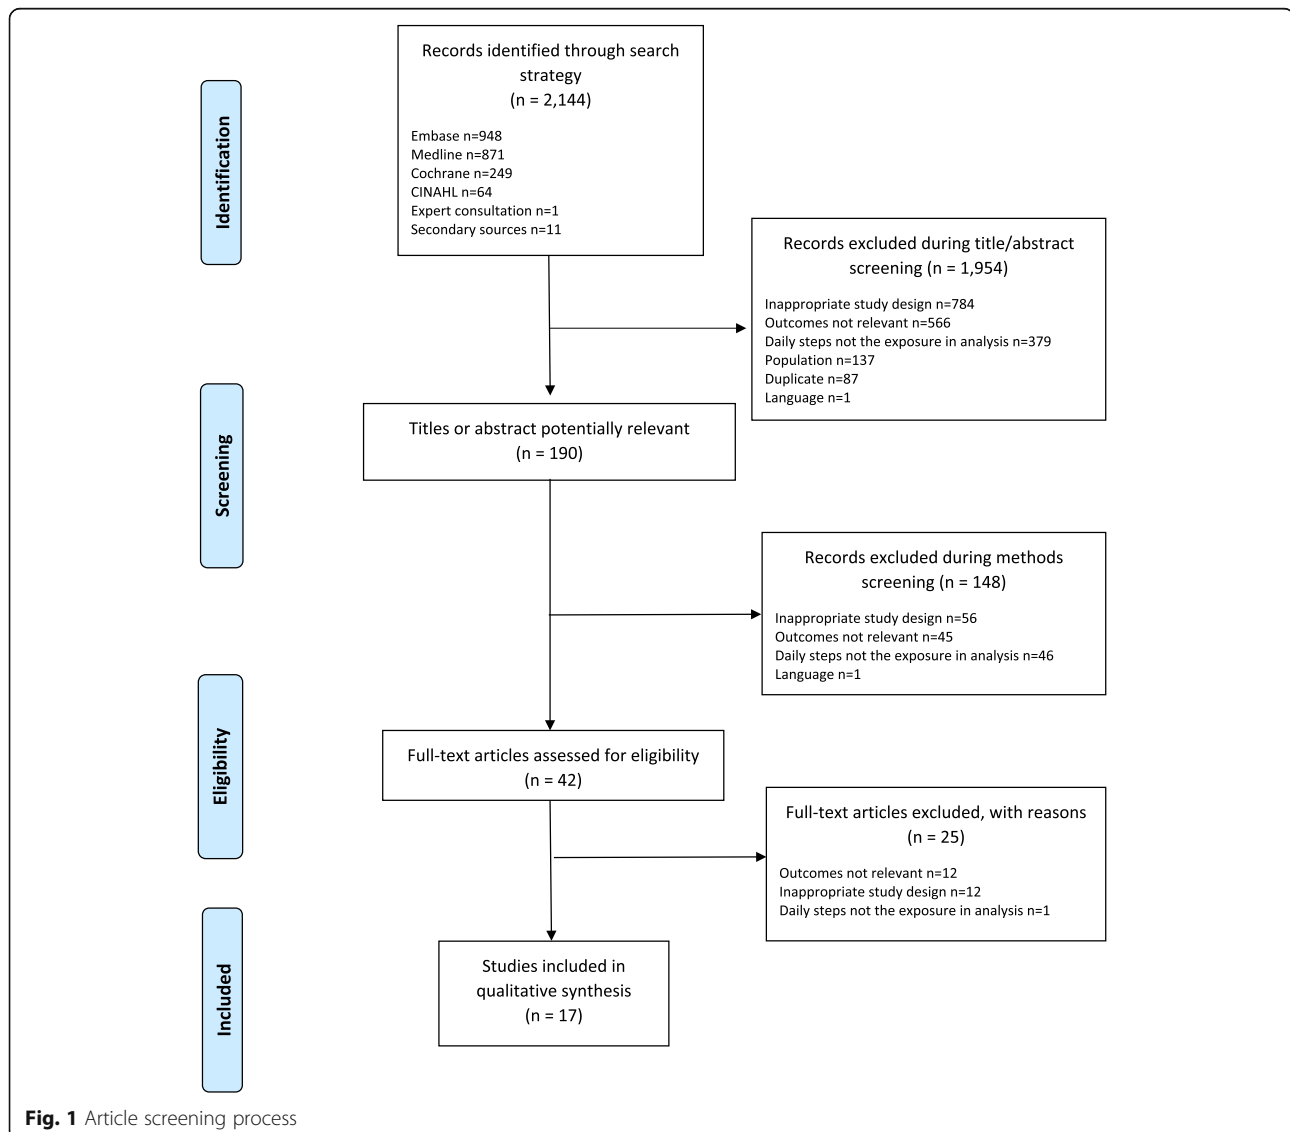 Identification
Records identified through search
strategy
(n = 2,144)
Embase n=948
Medline n=871
Cochrane n=249
CINAHL n=64
Expert consultation n=1
Secondary sources n=11
Records excluded during title/abstract
screening (n = 1,954)
Inappropriate study design n=784
Outcomes not relevant n=566
Daily steps not the exposure in analysis n=379
Population n=137
Duplicate n=87
Language n=1
Screening
Titles or abstract potentially relevant
(n = 190)
Records excluded during methods
screening (n = 148)
Inappropriate study design n=56
Outcomes not relevant n=45
Daily steps not the exposure in analysis n=46
Language n=1
Eligibility
Full-text articles assessed for eligibility
(n = 42)
Full-text articles excluded, with reasons
(n = 25)
Outcomes not relevant n=12
Inappropriate study design n=12
Daily steps not the exposure in analysis n=1
Included
Studies included in
qualitative synthesis
(n = 17)
Fig. 1 Article screening process